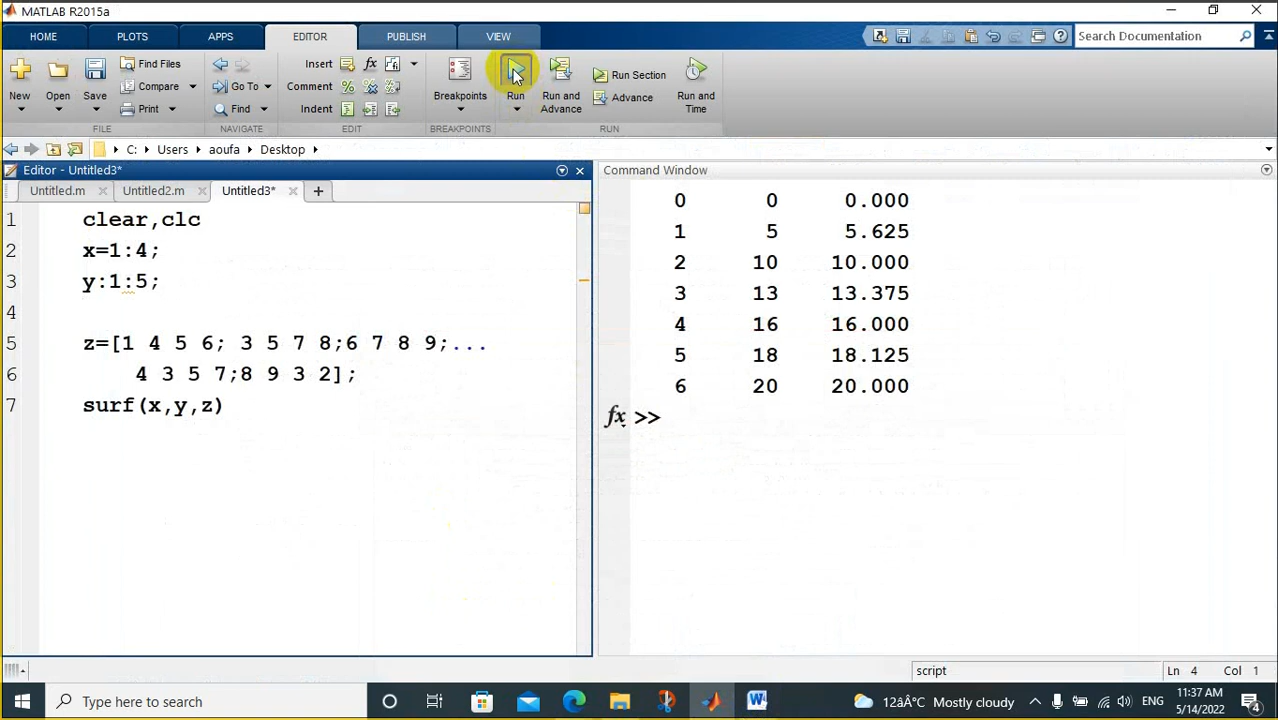 MATLAB R2015a
HOME PLOTS APPS EDITOR PUBLISH VIEW Search Documentation
New Open Save Find Files Compare Print Go To Find Insert fx Comment Indent Breakpoints Run Run and Advance Run Section Advance Run and Time
FILE NAVIGATE EDIT BREAKPOINTS RUN
C: Users aoufa Desktop
Editor - Untitled3*
Untitled.m Untitled2.m Untitled3* +
1 clear,clc
2 x=1:4;
3 y:1:5;
4
5 z=[1 4 5 6; 3 5 7 8;6 7 8 9;...
6 4 3 5 7;8 9 3 2];
7 surf(x,y,z)
Command Window
0 0 0.000
1 5 5.625
2 10 10.000
3 13 13.375
4 16 16.000
5 18 18.125
6 20 20.000
fx >>
script Ln 4 Col 1
Type here to search
12°C Mostly cloudy ENG 11:37 AM
5/14/2022
4